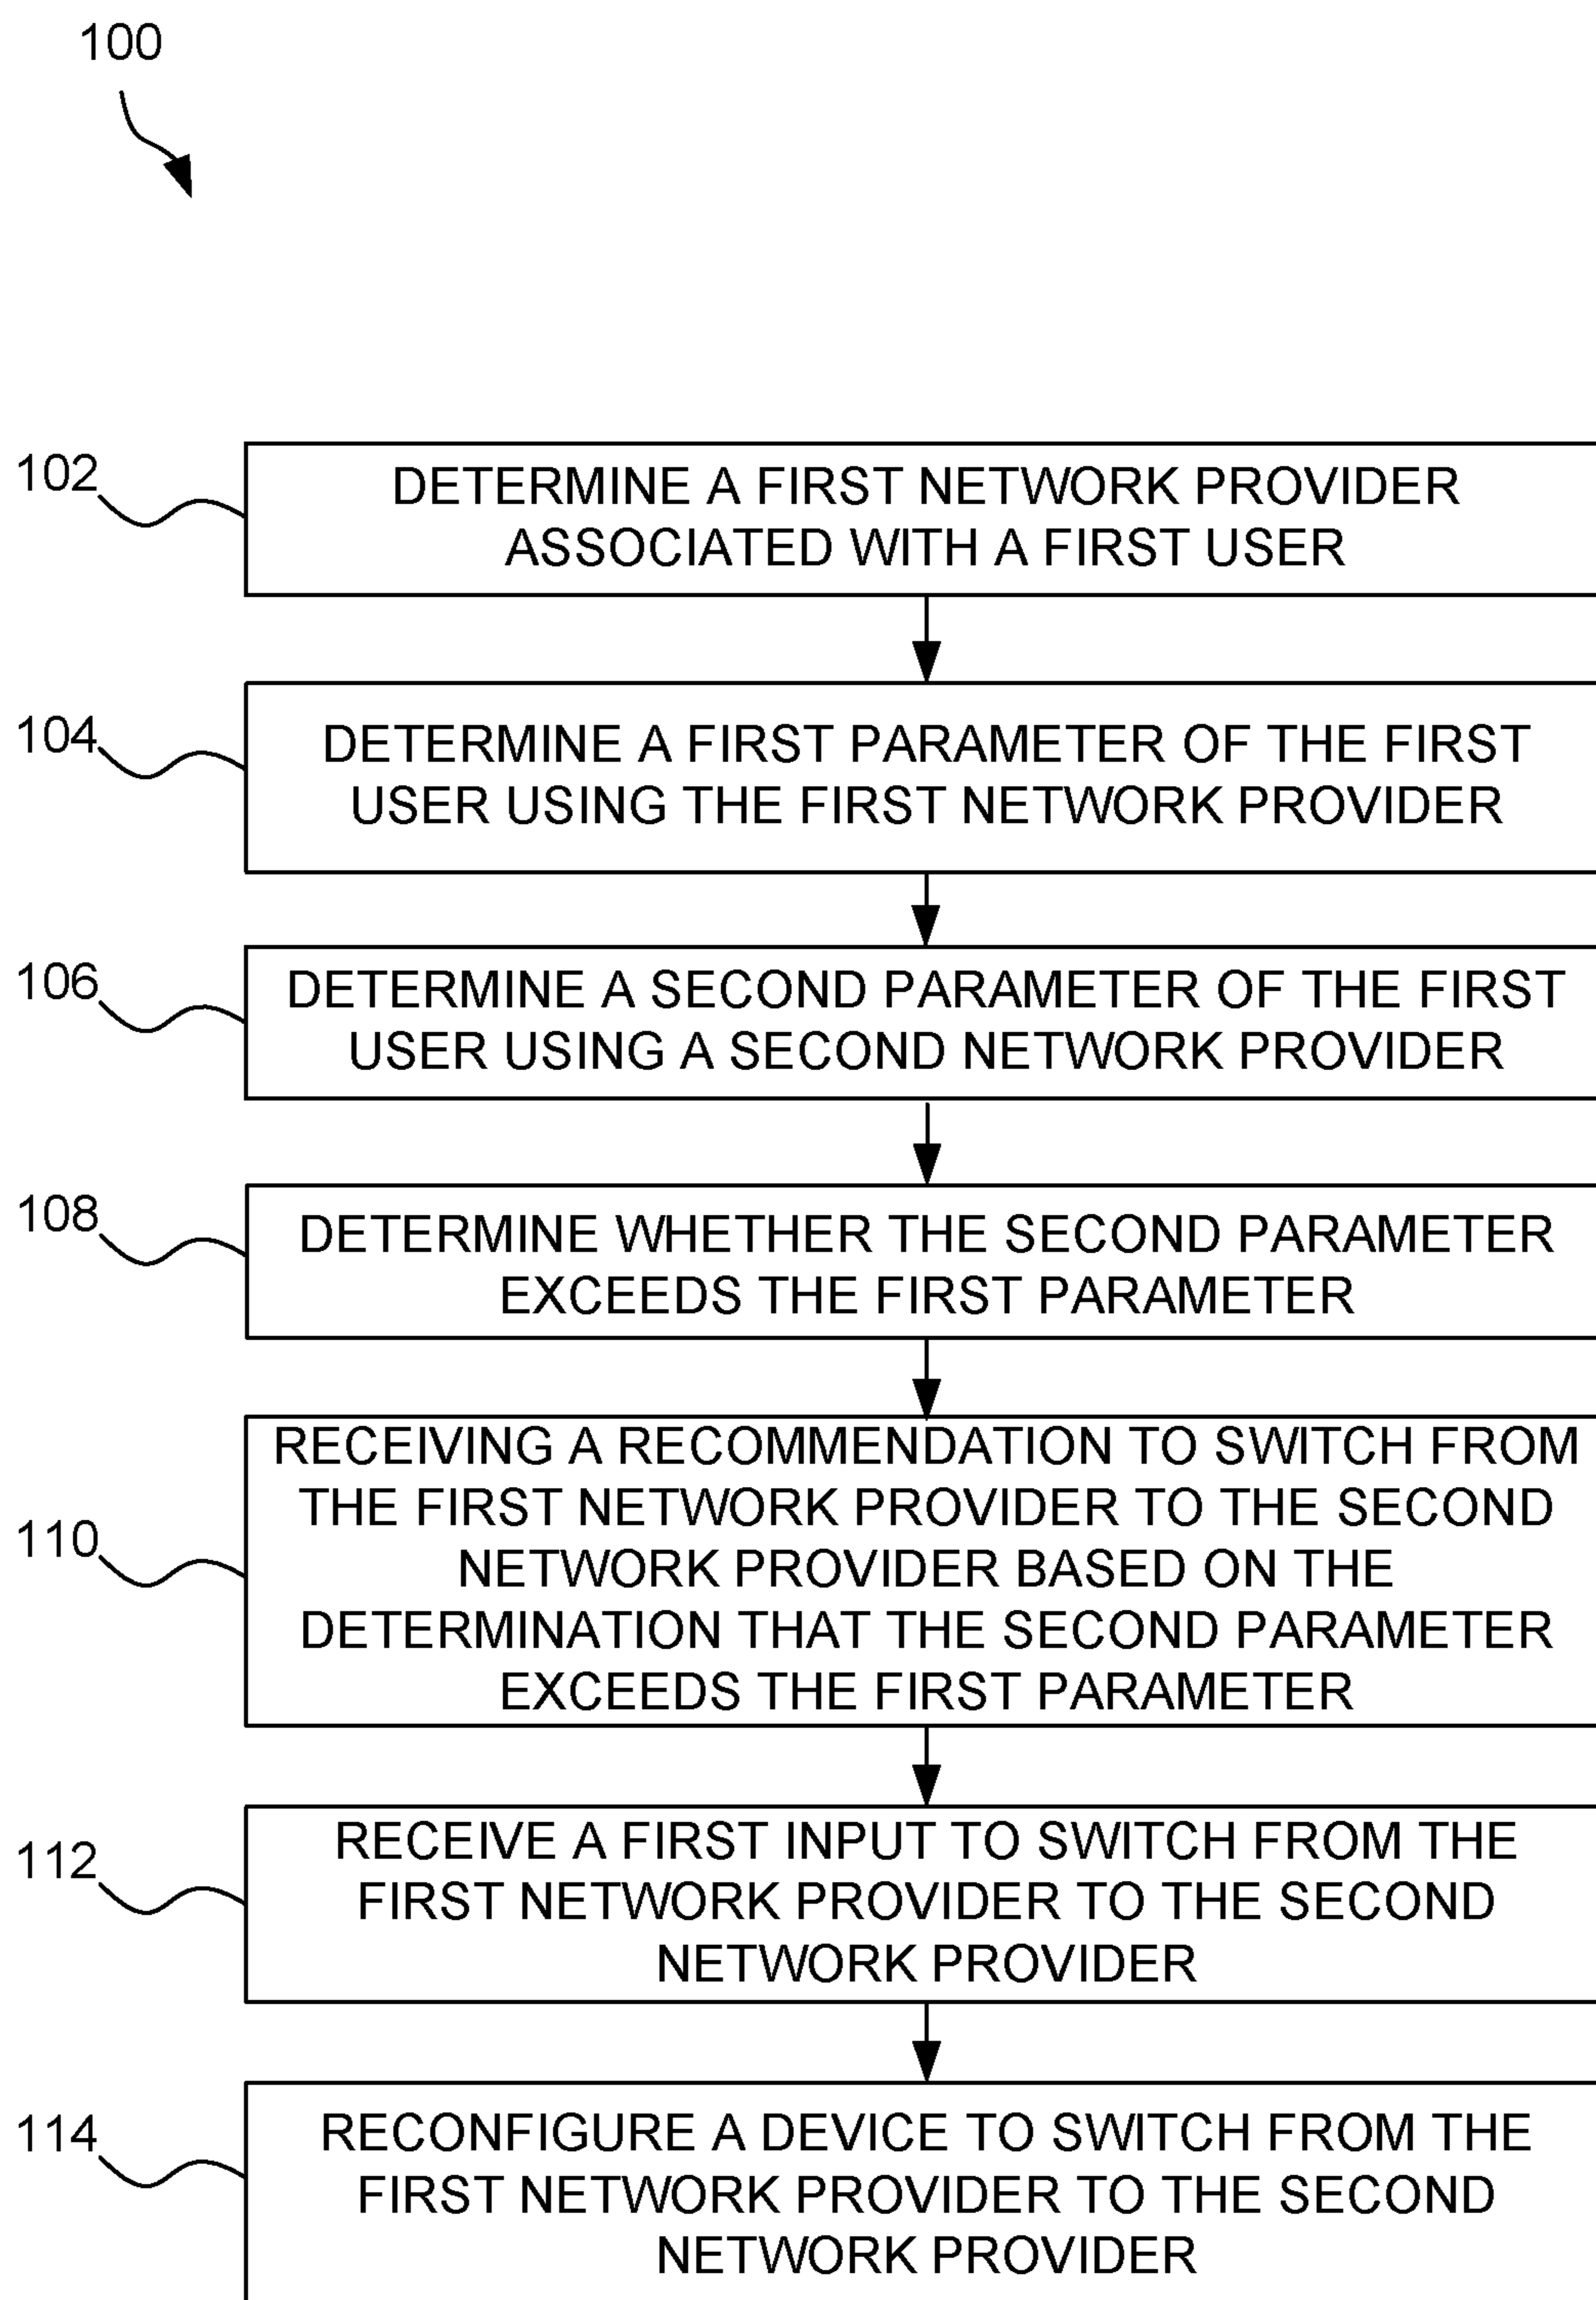 100
102
DETERMINE A FIRST NETWORK PROVIDER
ASSOCIATED WITH A FIRST USER
104
DETERMINE A FIRST PARAMETER OF THE FIRST
USER USING THE FIRST NETWORK PROVIDER
106
DETERMINE A SECOND PARAMETER OF THE FIRST
USER USING A SECOND NETWORK PROVIDER
108
DETERMINE WHETHER THE SECOND PARAMETER
EXCEEDS THE FIRST PARAMETER
110
RECEIVING A RECOMMENDATION TO SWITCH FROM
THE FIRST NETWORK PROVIDER TO THE SECOND
NETWORK PROVIDER BASED ON THE
DETERMINATION THAT THE SECOND PARAMETER
EXCEEDS THE FIRST PARAMETER
112
RECEIVE A FIRST INPUT TO SWITCH FROM THE
FIRST NETWORK PROVIDER TO THE SECOND
NETWORK PROVIDER
114
RECONFIGURE A DEVICE TO SWITCH FROM THE
FIRST NETWORK PROVIDER TO THE SECOND
NETWORK PROVIDER